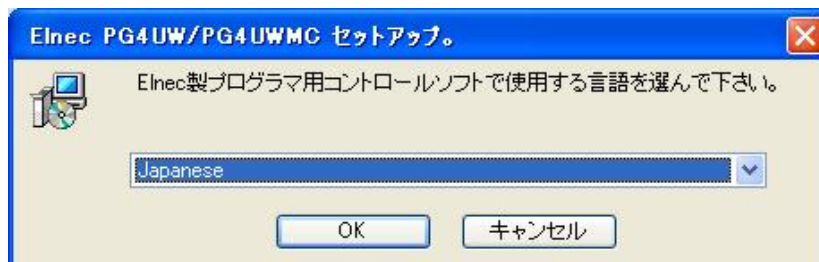 Elnec PG4UW/PG4UWMC セットアップ。
Elnec製プログラマ用コントロールソフトで使用する言語を選んで下さい。
Japanese
OK
キャンセル